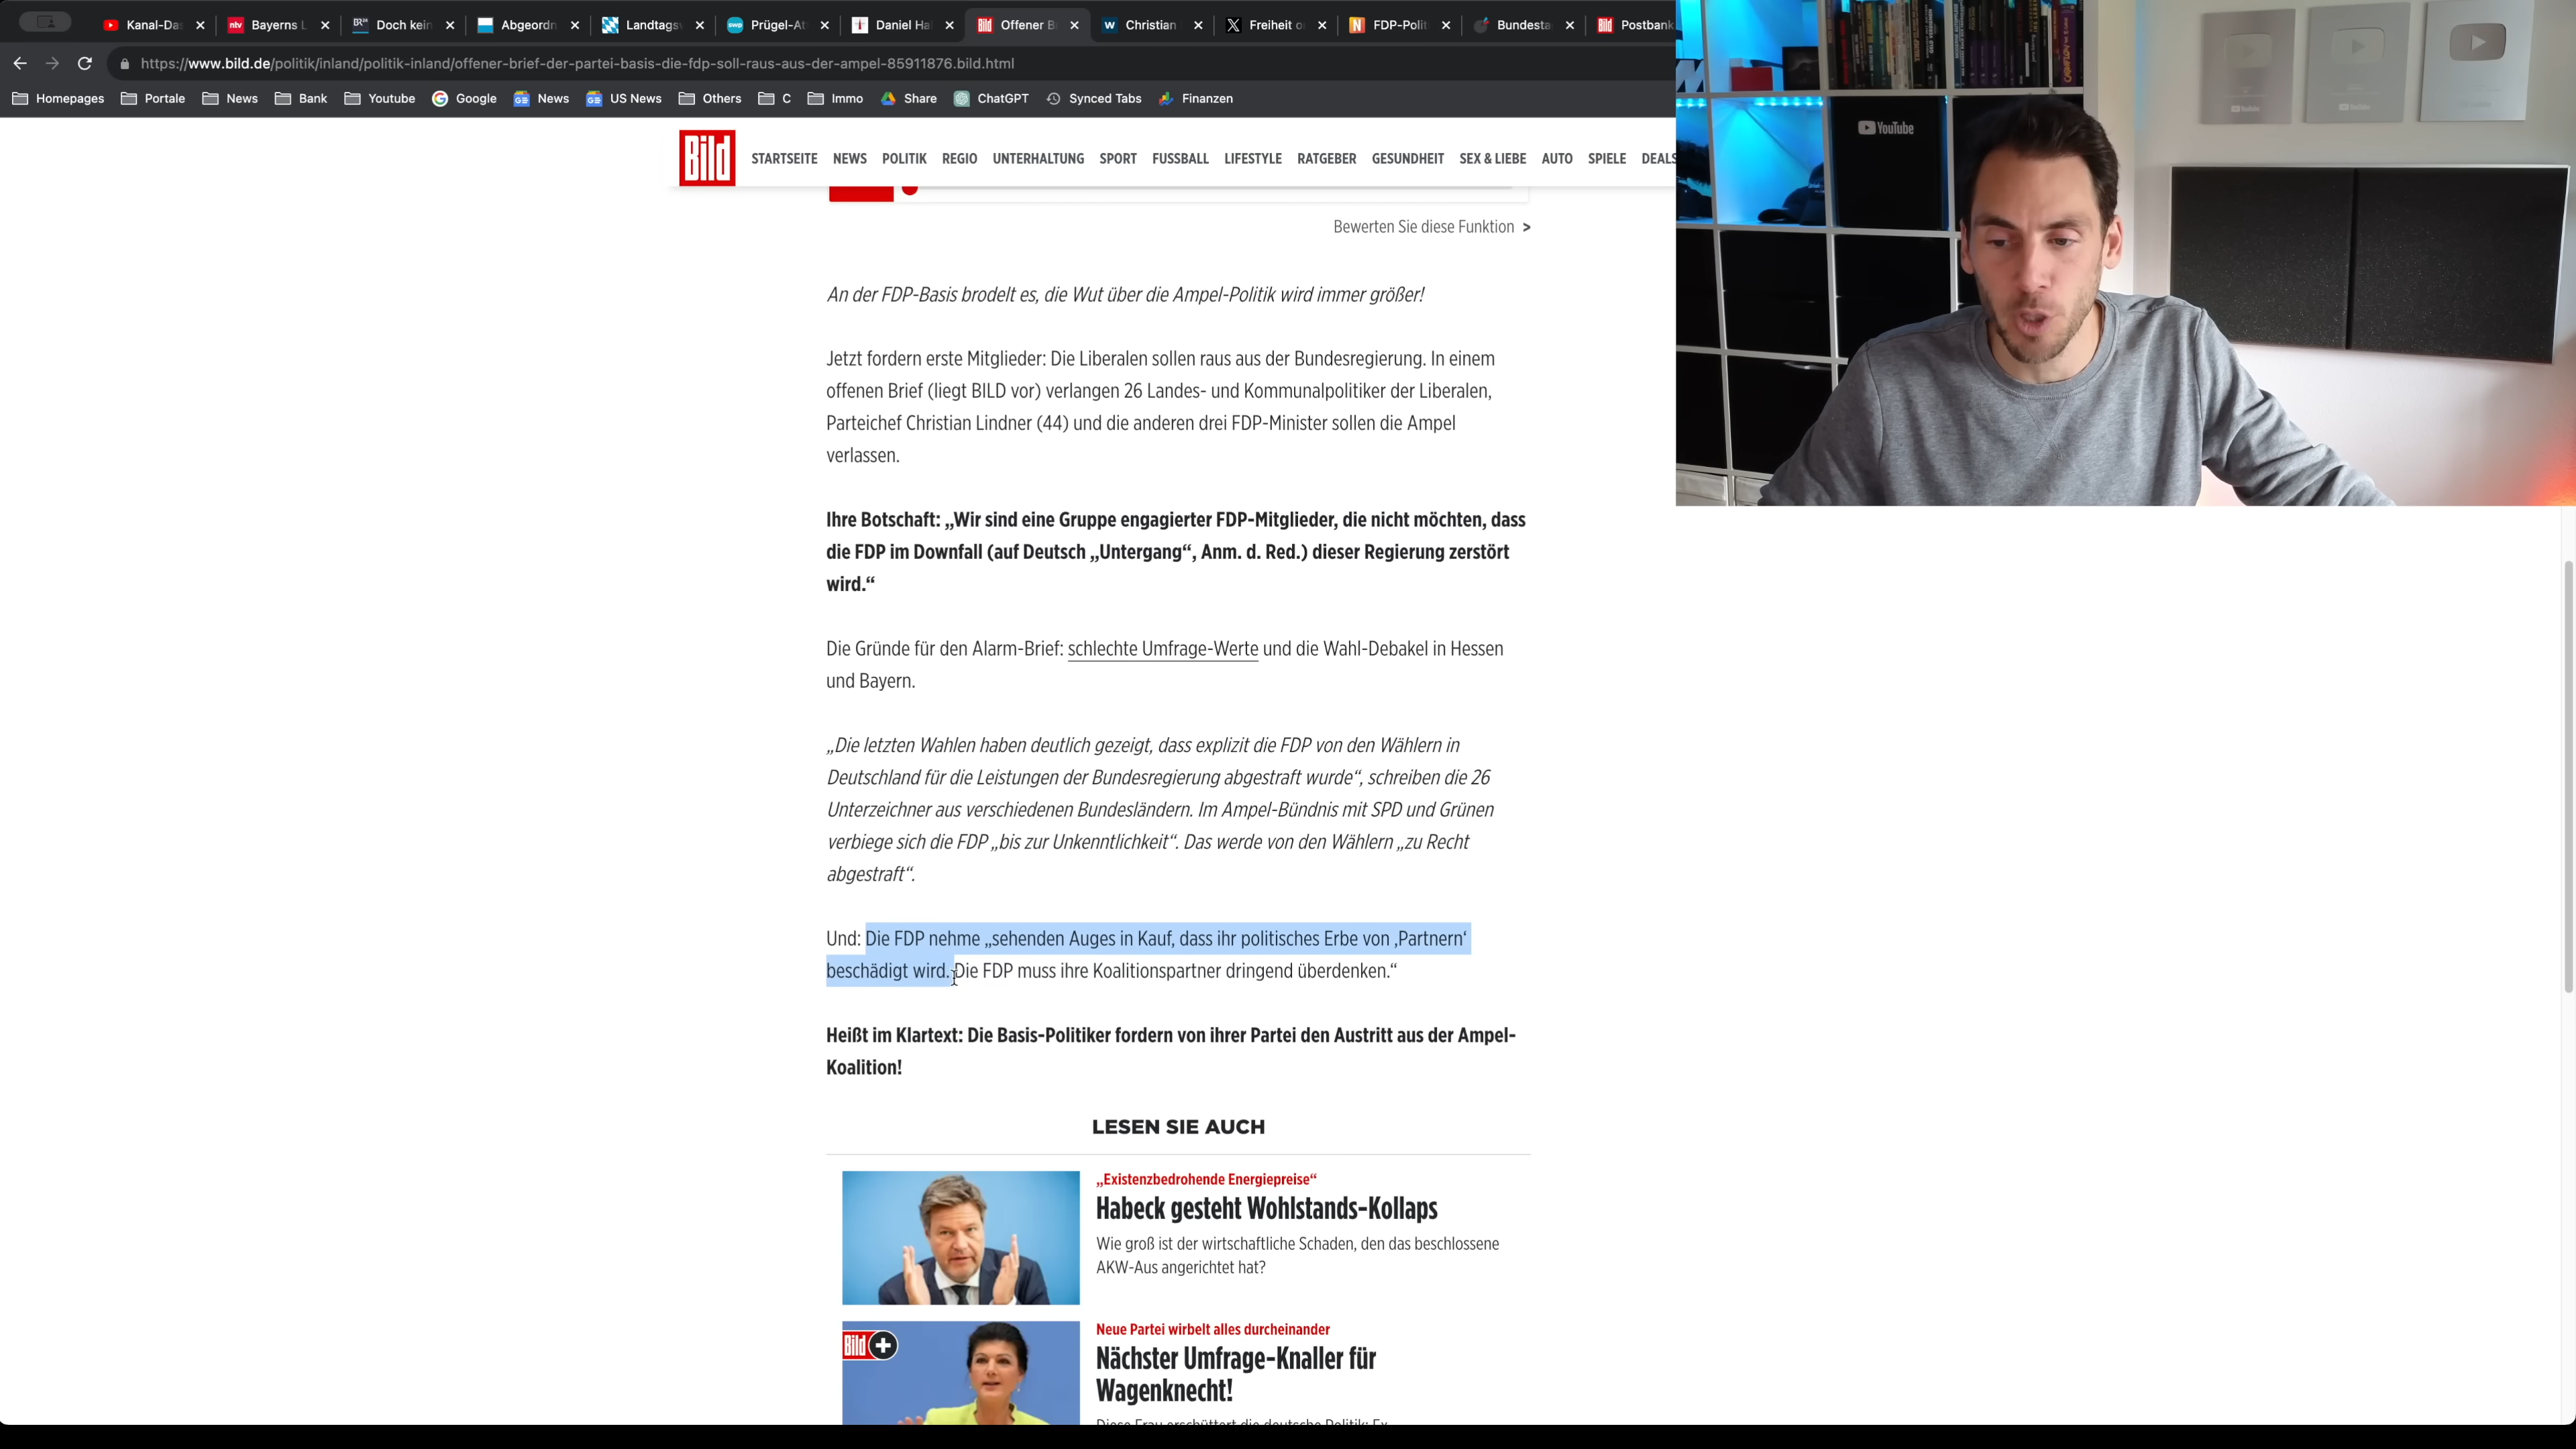 Kanal-Da
Bayerns L
Doch kein
Abgeordn
Landtagsv
Prügel-At
Daniel Ha
Offener B
Christian
Freiheit o
FDP-Polit
Bundesta
Postbank
https://www.bild.de/politik/inland/politik-inland/offener-brief-der-partei-basis-die-fdp-soll-raus-aus-der-ampel-85911876.bild.html
Homepages Portale News Bank Youtube Google News US News Others C Immo Share ChatGPT Synced Tabs Finanzen
YouTube
Bild STARTSEITE NEWS POLITIK REGIO UNTERHALTUNG SPORT FUSSBALL LIFESTYLE RATGEBER GESUNDHEIT SEX & LIEBE AUTO SPIELE DEALS
Bewerten Sie diese Funktion >
An der FDP-Basis brodelt es, die Wut über die Ampel-Politik wird immer größer!
Jetzt fordern erste Mitglieder: Die Liberalen sollen raus aus der Bundesregierung. In einem
offenen Brief (liegt BILD vor) verlangen 26 Landes- und Kommunalpolitiker der Liberalen,
Parteichef Christian Lindner (44) und die anderen drei FDP-Minister sollen die Ampel
verlassen.
Ihre Botschaft: „Wir sind eine Gruppe engagierter FDP-Mitglieder, die nicht möchten, dass
die FDP im Downfall (auf Deutsch „Untergang“, Anm. d. Red.) dieser Regierung zerstört
wird.“
Die Gründe für den Alarm-Brief: schlechte Umfrage-Werte und die Wahl-Debakel in Hessen
und Bayern.
„Die letzten Wahlen haben deutlich gezeigt, dass explizit die FDP von den Wählern in
Deutschland für die Leistungen der Bundesregierung abgestraft wurde“, schreiben die 26
Unterzeichner aus verschiedenen Bundesländern. Im Ampel-Bündnis mit SPD und Grünen
verbiege sich die FDP „bis zur Unkenntlichkeit“. Das werde von den Wählern „zu Recht
abgestraft“.
Und: Die FDP nehme „sehenden Auges in Kauf, dass ihr politisches Erbe von ‚Partnern‘
beschädigt wird. Die FDP muss ihre Koalitionspartner dringend überdenken.“
Heißt im Klartext: Die Basis-Politiker fordern von ihrer Partei den Austritt aus der Ampel-
Koalition!
LESEN SIE AUCH
„Existenzbedrohende Energiepreise“
Habeck gesteht Wohlstands-Kollaps
Wie groß ist der wirtschaftliche Schaden, den das beschlossene
AKW-Aus angerichtet hat?
Bild +
Neue Partei wirbelt alles durcheinander
Nächster Umfrage-Knaller für
Wagenknecht!
Diese Frau erschüttert die deutsche Politik: Ex-